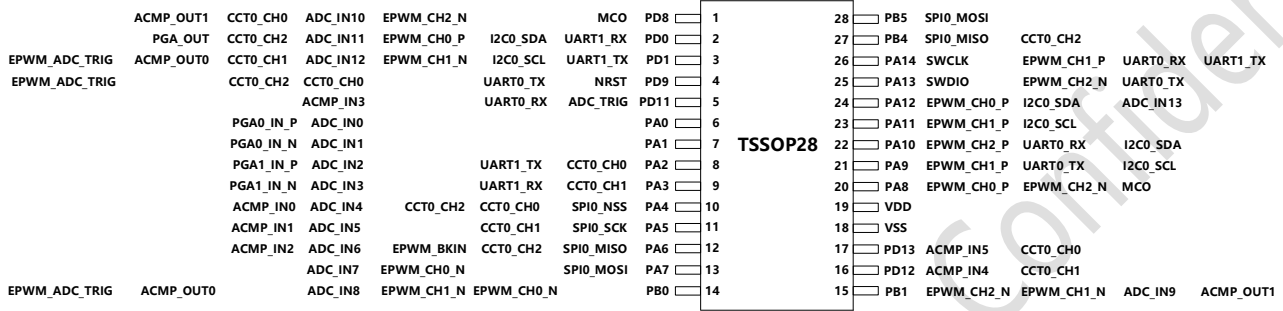 ACMP_OUT1 CCT0_CH0 ADC_IN10 EPWM_CH2_N MCO PD8 1 28 PB5 SPI0_MOSI
PGA_OUT CCT0_CH2 ADC_IN11 EPWM_CH0_P I2C0_SDA UART1_RX PD0 2 27 PB4 SPI0_MISO CCT0_CH2
EPWM_ADC_TRIG ACMP_OUT0 CCT0_CH1 ADC_IN12 EPWM_CH1_N I2C0_SCL UART1_TX PD1 3 26 PA14 SWCLK EPWM_CH1_P UART0_RX UART1_TX
EPWM_ADC_TRIG CCT0_CH2 CCT0_CH0 UART0_TX NRST PD9 4 25 PA13 SWDIO EPWM_CH2_N UART0_TX
ACMP_IN3 UART0_RX ADC_TRIG PD11 5 24 PA12 EPWM_CH0_P I2C0_SDA ADC_IN13
PGA0_IN_P ADC_IN0 PA0 6 23 PA11 EPWM_CH1_P I2C0_SCL
PGA0_IN_N ADC_IN1 PA1 7 TSSOP28 22 PA10 EPWM_CH2_P UART0_RX I2C0_SDA
PGA1_IN_P ADC_IN2 UART1_TX CCT0_CH0 PA2 8 21 PA9 EPWM_CH1_P UART0_TX I2C0_SCL
PGA1_IN_N ADC_IN3 UART1_RX CCT0_CH1 PA3 9 20 PA8 EPWM_CH0_P EPWM_CH2_N MCO
ACMP_IN0 ADC_IN4 CCT0_CH2 CCT0_CH0 SPI0_NSS PA4 10 19 VDD
ACMP_IN1 ADC_IN5 CCT0_CH1 SPI0_SCK PA5 11 18 VSS
ACMP_IN2 ADC_IN6 EPWM_BKIN CCT0_CH2 SPI0_MISO PA6 12 17 PD13 ACMP_IN5 CCT0_CH0
ADC_IN7 EPWM_CH0_N SPI0_MOSI PA7 13 16 PD12 ACMP_IN4 CCT0_CH1
EPWM_ADC_TRIG ACMP_OUT0 ADC_IN8 EPWM_CH1_N EPWM_CH0_N PB0 14 15 PB1 EPWM_CH2_N EPWM_CH1_N ADC_IN9 ACMP_OUT1
Confide